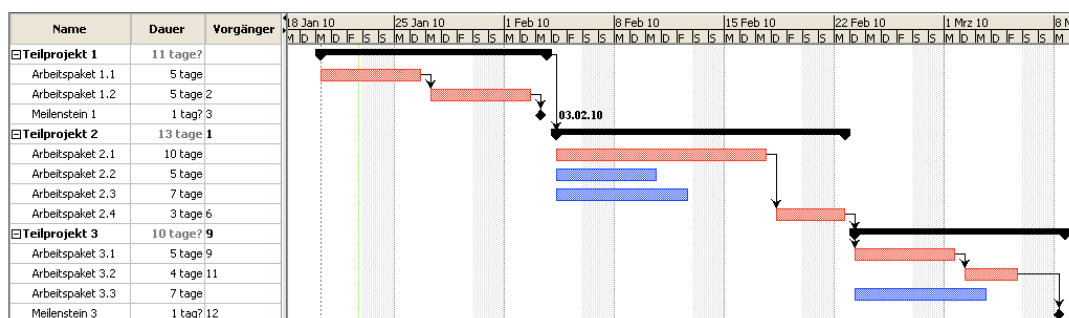 Name Dauer Vorgänger
18 Jan 10 25 Jan 10 1 Feb 10 8 Feb 10 15 Feb 10 22 Feb 10 1 Mrz 10 8 M
M D M D F S S M D M D F S S M D M D F S S M D M D F S S M D M D F S S M D M D F S S M D M D F S S M
Teilprojekt 1 11 tage?
Arbeitspaket 1.1 5 tage
Arbeitspaket 1.2 5 tage 2
Meilenstein 1 1 tag? 3 03.02.10
Teilprojekt 2 13 tage 1
Arbeitspaket 2.1 10 tage
Arbeitspaket 2.2 5 tage
Arbeitspaket 2.3 7 tage
Arbeitspaket 2.4 3 tage 6
Teilprojekt 3 10 tage? 9
Arbeitspaket 3.1 5 tage 9
Arbeitspaket 3.2 4 tage 11
Arbeitspaket 3.3 7 tage
Meilenstein 3 1 tag? 12